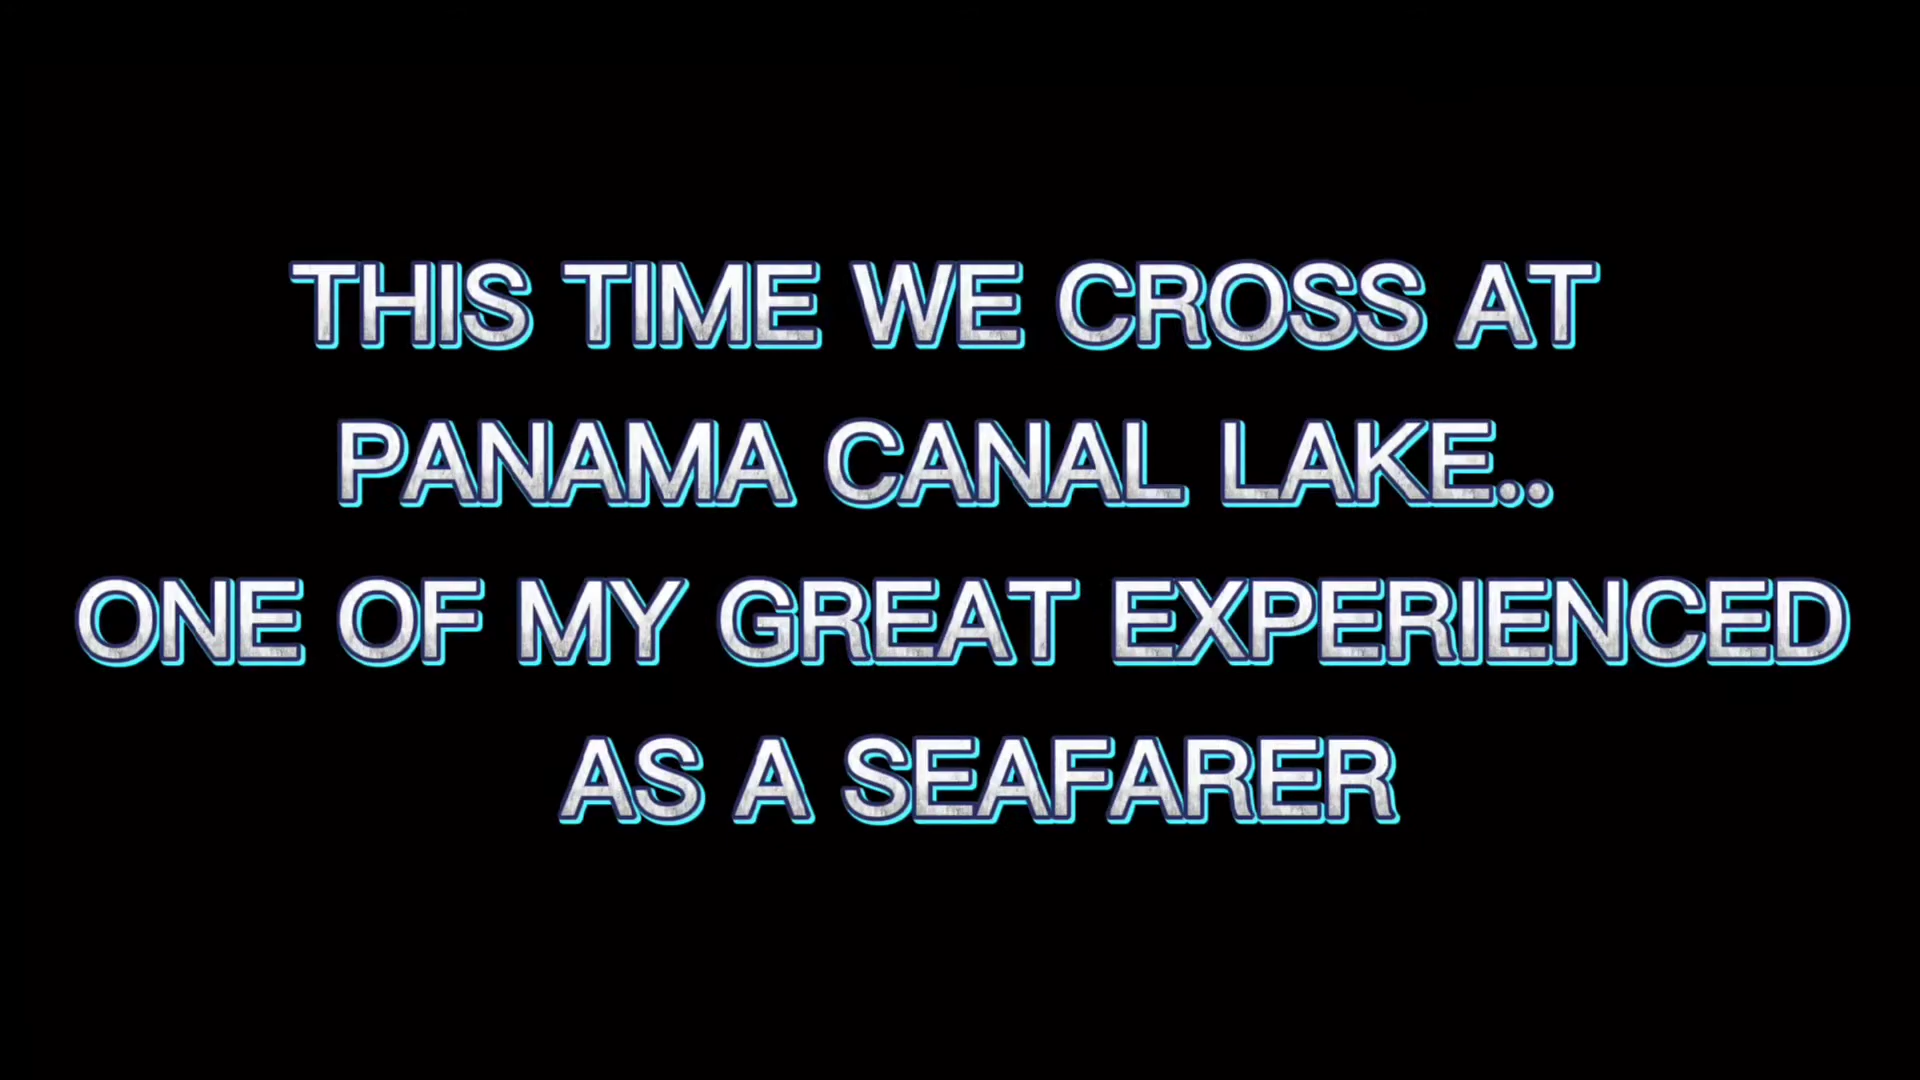 THIS TIME WE CROSS AT
PANAMA CANAL LAKE..
ONE OF MY GREAT EXPERIENCED
AS A SEAFARER